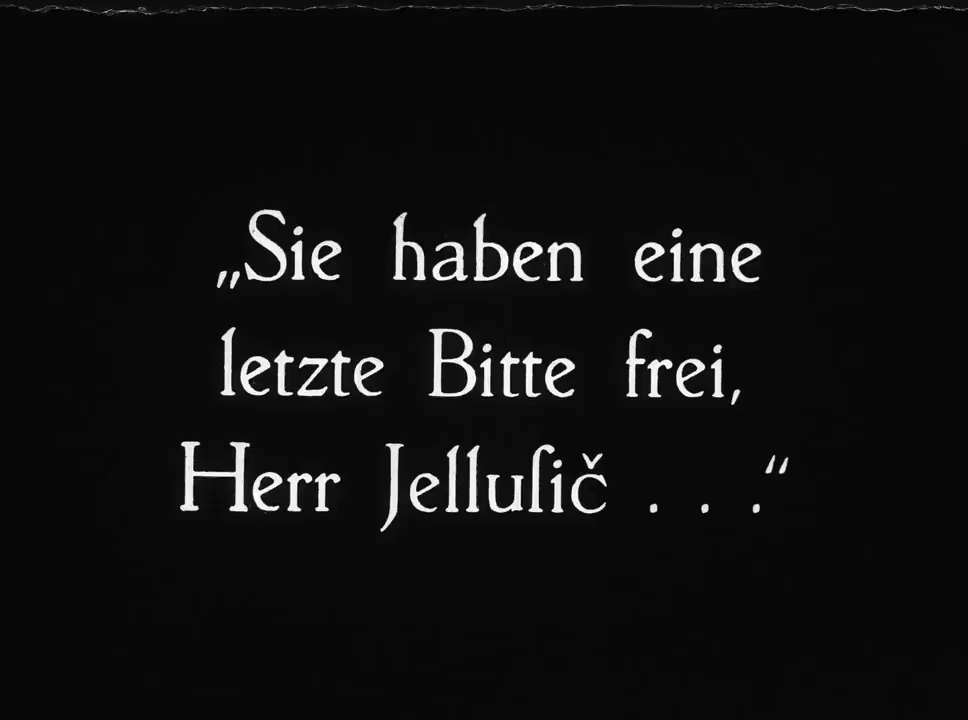 „Sie haben eine
letzte Bitte frei,
Herr Jelluſič . . .“